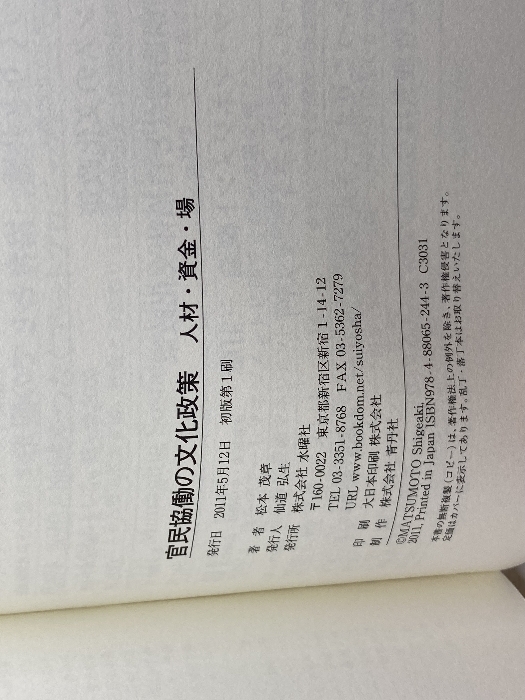 官民協働の文化政策　人材・資金・場
発行日　2011年5月12日　初版第1刷
著　者　松本 茂章
発行人　仙道 弘生
発行所　株式会社 水曜社
〒160-0022　東京都新宿区新宿 1-14-12
TEL 03-3351-8768　FAX 03-5362-7279
URL www.bookdom.net/suiyosha/
印　刷　大日本印刷 株式会社
制　作　株式会社 青丹社
©MATSUMOTO Shigeaki,
2011, Printed in Japan ISBN978-4-88065-244-3　C3031
本書の無断複製(コピー)は、著作権法上の例外を除き、著作権侵害となります。
定価はカバーに表示してあります。乱丁・落丁本はお取り替えいたします。